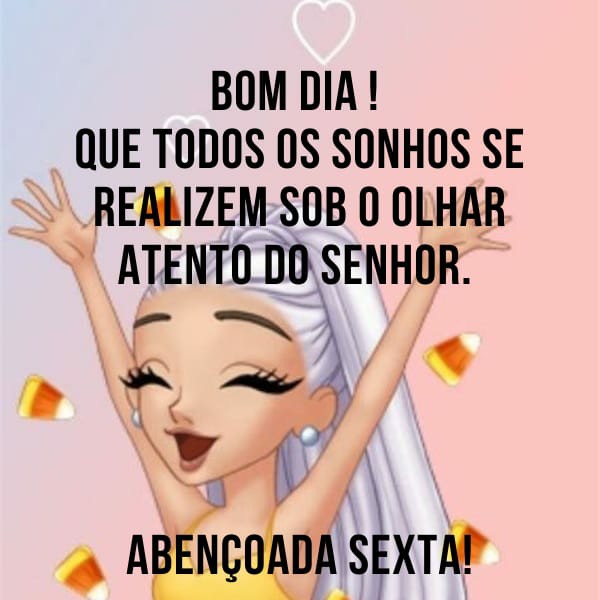 BOM DIA !
QUE TODOS OS SONHOS SE
REALIZEM SOB O OLHAR
ATENTO DO SENHOR.
ABENÇOADA SEXTA!